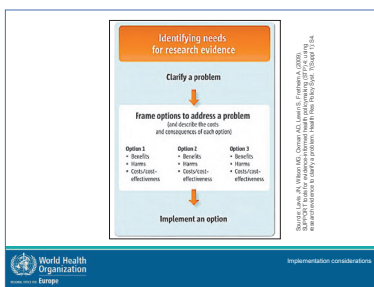 Identifying needs
for research evidence
Clarify a problem
Frame options to address a problem
(and describe the costs
and consequences of each option)
Option 1
• Benefits
• Harms
• Costs/cost-
effectiveness
Option 2
• Benefits
• Harms
• Costs/cost-
effectiveness
Option 3
• Benefits
• Harms
• Costs/cost-
effectiveness
Implement an option
Source: Lavis JN, Wilson MG, Oxman AD, Lewin S, Fretheim A (2009).
SUPPORT tools for evidence-informed health policymaking (STP) 4: using
research evidence to clarify a problem. Health Res Policy Syst. 7(Suppl 1):S4.
World Health
Organization
REGIONAL OFFICE FOR Europe
Implementation considerations